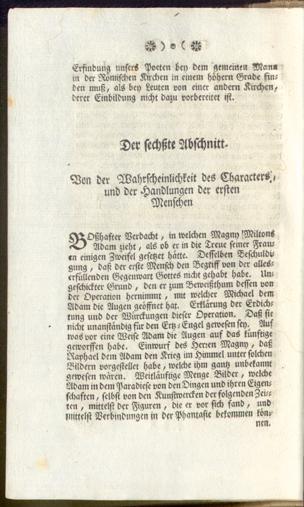 ❉ ) o ( ❉
Erfindung unsers Poeten bey dem gemeinen Mann
in der Römischen Kirchen in einem höhern Grade fin-
den muß, als bey Leuten von einer andern Kirchen,
derer Einbildung nicht dazu vorbereitet ist.
Der sechßte Abschnitt.
Von der Wahrscheinlichkeit des Characters,
und der Handlungen der ersten
Menschen
BOßhafter Verdacht, in welchen Magny Miltons
Adam zieht, als ob er in die Treue seiner Frauen
en einigen Zweifel gesetzt hätte. Desselben Beschuldi-
gung, daß der erste Mensch den Begriff von der alles-
erfüllenden Gegenwart Gottes nicht gehabt habe. Un-
geschickter Grund, den er zum Beweißthum dessen von
der Operation hernimmt, mit welcher Michael dem
Adam die Augen geöffnet hat. Erklärung der Erdich-
tung und der Würckungen dieser Operation. Daß sie
nicht unanständig für den Ertz-Engel gewesen sey. Auf
was vor eine Weise Adam die Augen auf das künftige
geworffen habe. Einwurf des Herren Magny, daß
Raphael dem Adam den Krieg im Himmel unter solchen
Bildern vorgestellet habe, welche ihm gantz unbekannt
gewesen wären. Weitläuftige Menge Bilder, welche
Adam in dem Paradiese von den Dingen und ihren Eigen-
schaften, selbst von den Kunstwercken der folgenden Zei-
ten, mittelst der Figuren, die er vor sich fand, und
mittelst Verbindungen in der Phantasie bekommen kön-
nen.